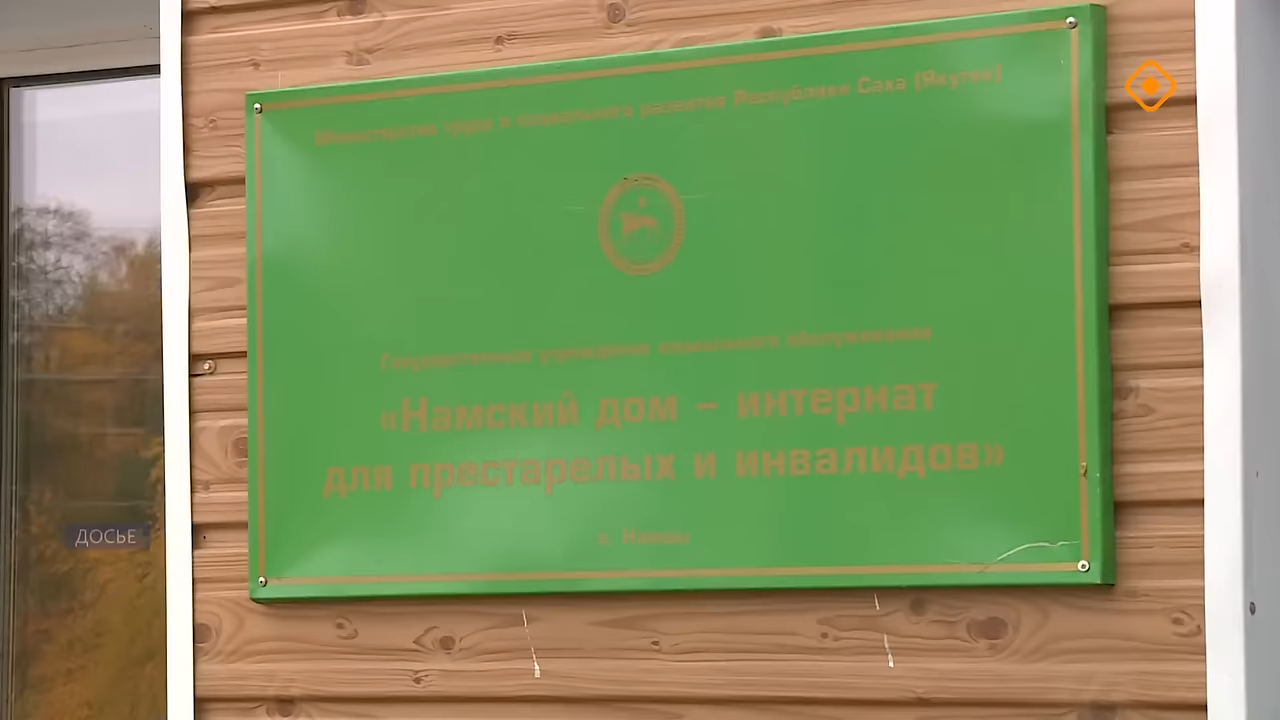 Министерство труда и социального развития Республики Саха (Якутия)
Государственное учреждение социального обслуживания
«Намский дом – интернат
для престарелых и инвалидов»
с. Намцы
ДОСЬЕ